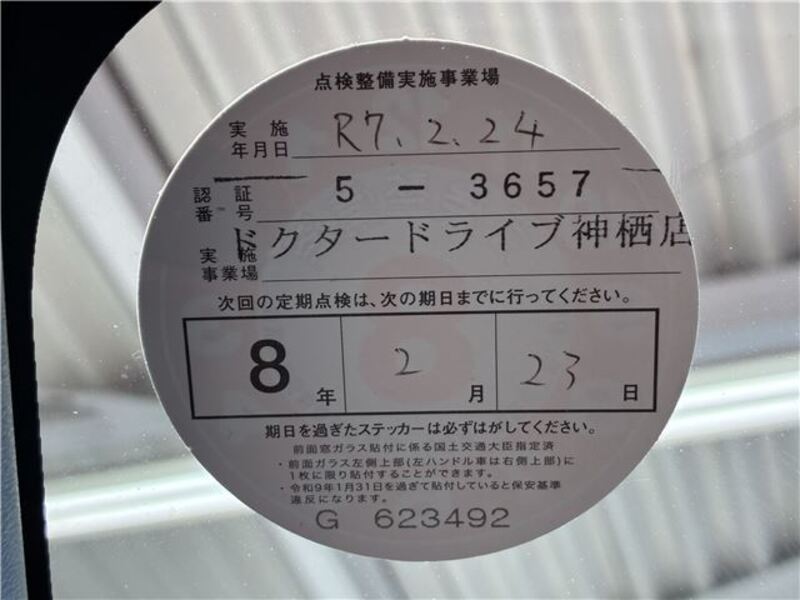 点検整備実施事業場
実施年月日 R7.2.24
認証番号 5-3657
実施事業場 ドクタードライブ神栖店
次回の定期点検は、次の期日までに行ってください。
8年 2月 23日
期日を過ぎたステッカーは必ずはがしてください。
前面窓ガラス貼付に係る国土交通大臣指定済
・前面ガラス左側上部(左ハンドル車は右側上部)に
1枚に限り貼付することができます。
・令和9年1月31日を過ぎて貼付していると保安基準
違反になります。
G 623492